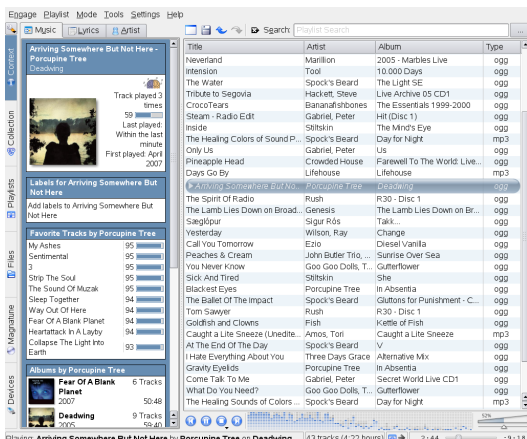 Engage Playlist Mode Tools Settings Help
Music Lyrics Artist
Search: Playlist Search ...
Context
Collection
Playlists
Files
Magnatune
Devices
Arriving Somewhere But Not Here -
Porcupine Tree
Deadwing
Track played 3
times
59
Last played:
Within the last
minute
First played: April
2007
Labels for Arriving Somewhere But
Not Here
Add labels to Arriving Somewhere But
Not Here
Favorite Tracks by Porcupine Tree
My Ashes 95
Sentimental 95
3 95
Strip The Soul 95
The Sound Of Muzak 95
Sleep Together 94
Way Out Of Here 94
Fear Of A Blank Planet 94
Heartattack In A Layby 94
Collapse The Light Into
Earth 93
Albums by Porcupine Tree
Fear Of A Blank 6 Tracks
Planet
2007 50:48
Deadwing 9 Tracks
2005 59:40
Title Artist Album Type
Neverland Marillion 2005 - Marbles Live ogg
Intension Tool 10.000 Days ogg
The Water Spock's Beard The Light SE ogg
Tribute to Segovia Hackett, Steve Live Archive 05 CD1 ogg
CrocoTears Bananafishbones The Essentials 1999-2000 ogg
Steam - Radio Edit Gabriel, Peter Hit (Disc 1) ogg
Inside Stiltskin The Mind's Eye ogg
The Healing Colors of Sound P... Spock's Beard Day for Night mp3
Only Us Gabriel, Peter Us ogg
Pineapple Head Crowded House Farewell To The World: Live... ogg
Days Go By Lifehouse Lifehouse mp3
Arriving Somewhere But No... Porcupine Tree Deadwing ogg
The Spirit Of Radio Rush R30 - Disc 1 ogg
The Lamb Lies Down on Broad... Genesis The Lamb Lies Down on Br... ogg
Sæglópur Sigur Rós Takk... ogg
Yesterday Wilson, Ray Change ogg
Call You Tomorrow Ezio Diesel Vanilla ogg
Peaches & Cream John Butler Trio, ... Sunrise Over Sea ogg
You Never Know Goo Goo Dolls, T... Gutterflower ogg
Sick And Tired Stiltskin She ogg
Blackest Eyes Porcupine Tree In Absentia ogg
The Ballet Of The Impact Spock's Beard Gluttons for Punishment - C... ogg
Tom Sawyer Rush R30 - Disc 1 ogg
Goldfish and Clowns Fish Kettle of Fish ogg
Caught a Lite Sneeze (Unedite... Amos, Tori Caught a Lite Sneeze mp3
At The End Of The Day Spock's Beard V ogg
I Hate Everything About You Three Days Grace Alternative Mix ogg
Gravity Eyelids Porcupine Tree In Absentia ogg
Come Talk To Me Gabriel, Peter Secret World Live CD1 ogg
What Do You Need? Goo Goo Dolls, T... Gutterflower ogg
The Healing Sounds of Colors ... Spock's Beard Day for Night mp3
52%
Playing: Arriving Somewhere But Not Here by Porcupine Tree on Deadwing 42 tracks (4:22 hours) 2:44 - 9:18